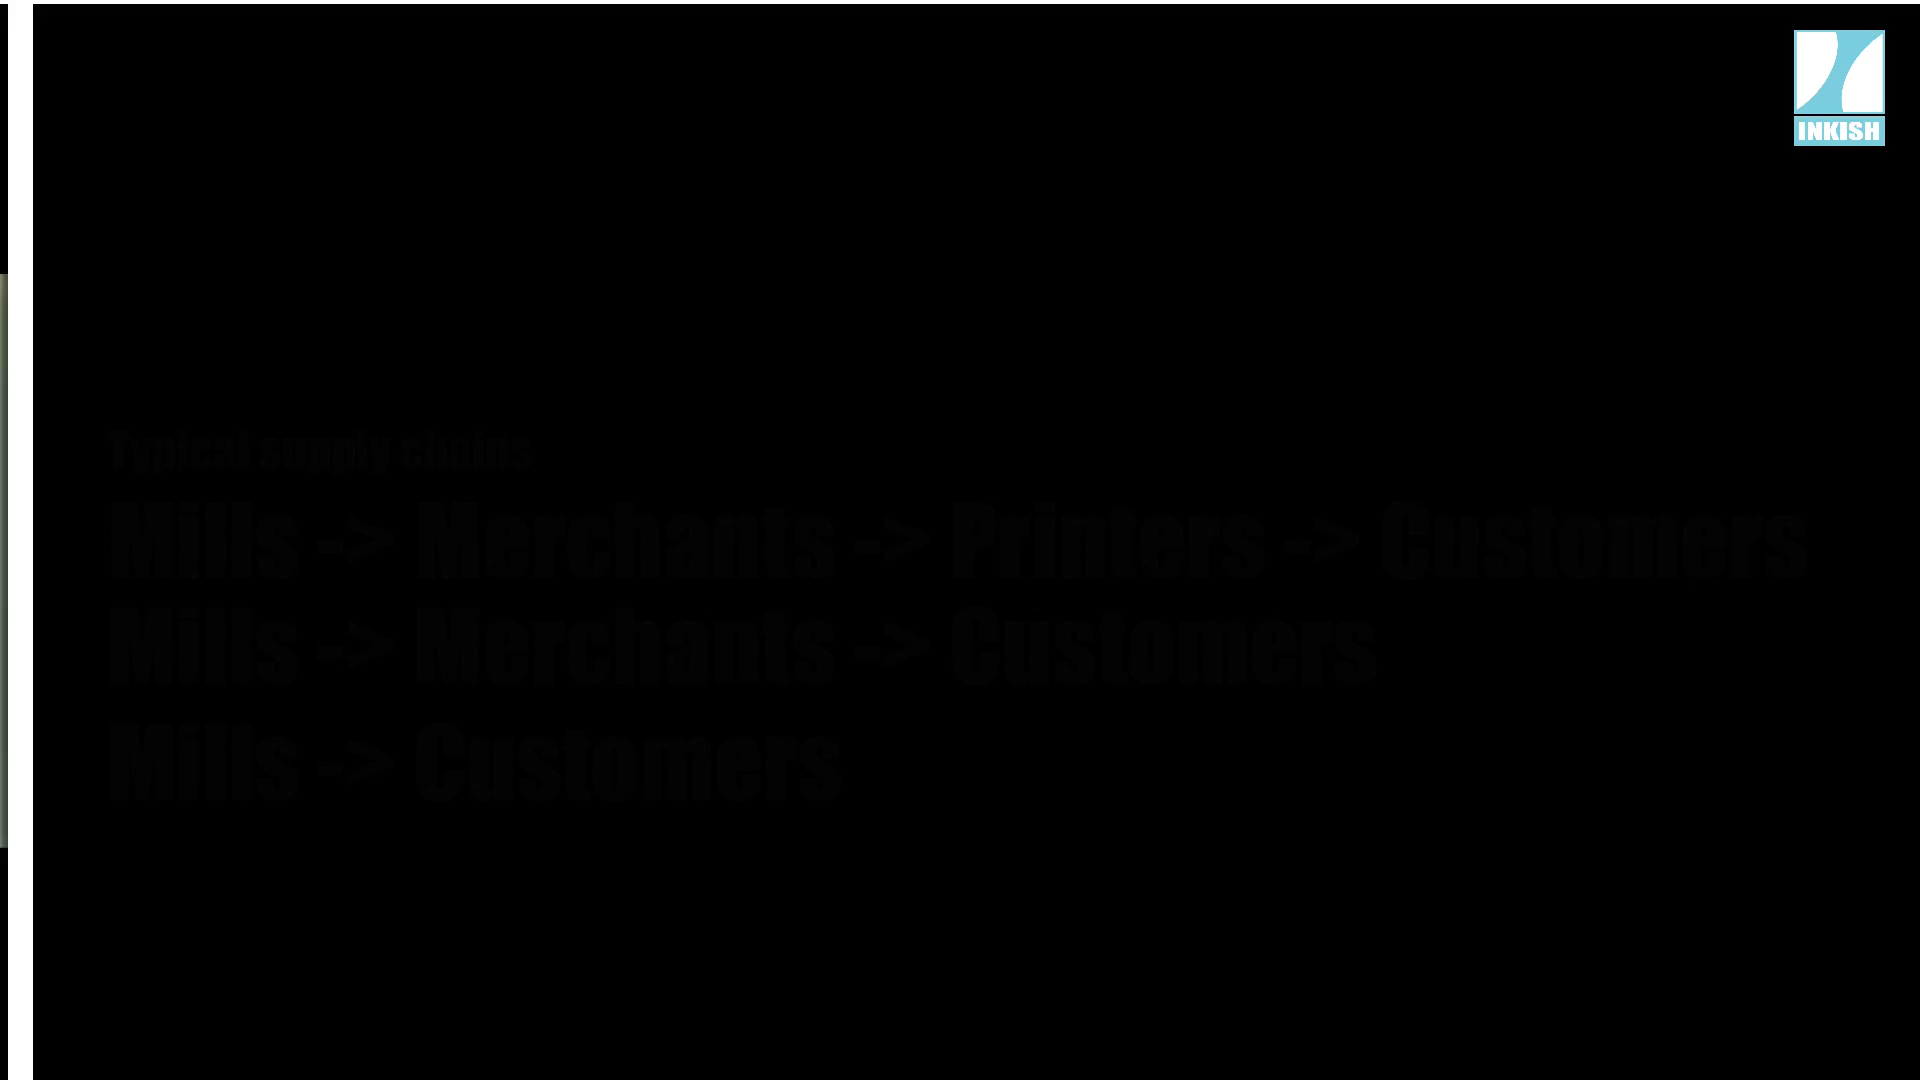 INKISH
Typical supply chains
Mills -> Merchants -> Printers -> Customers
Mills -> Merchants -> Customers
Mills -> Customers